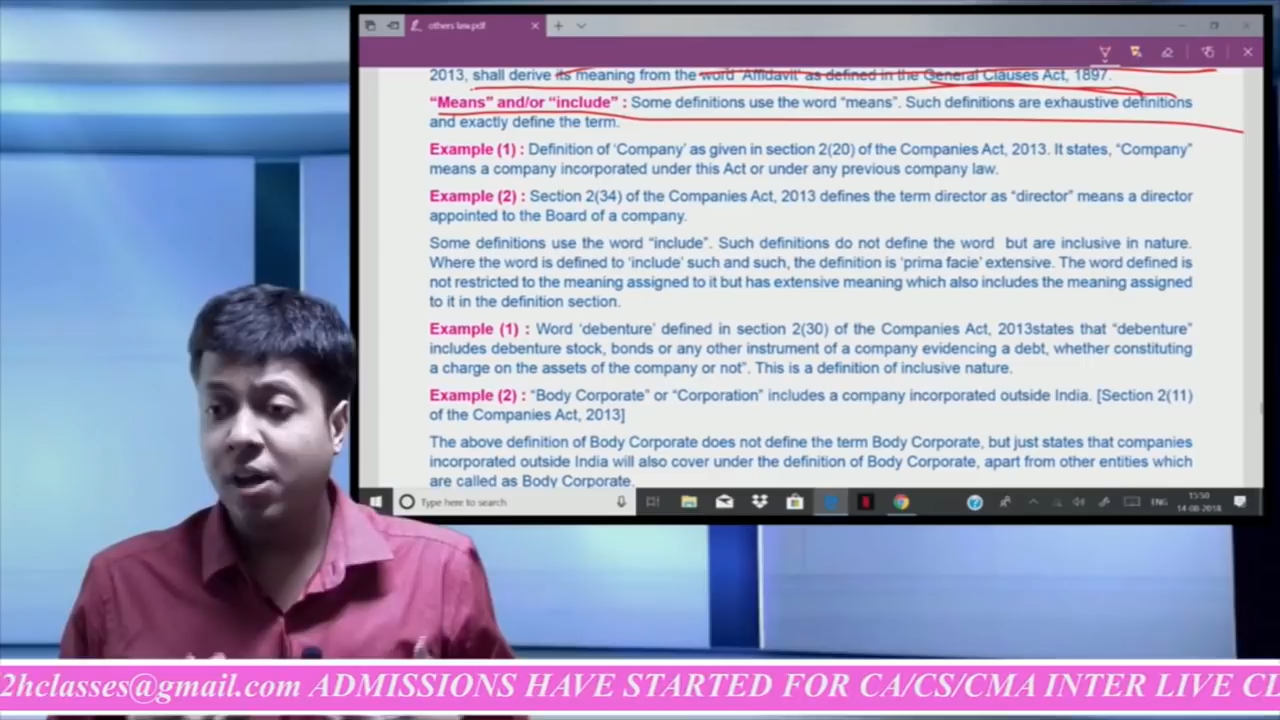 others law.pdf
2013, shall derive its meaning from the word 'Affidavit' as defined in the General Clauses Act, 1897.
"Means" and/or "include" : Some definitions use the word "means". Such definitions are exhaustive definitions
and exactly define the term.
Example (1) : Definition of 'Company' as given in section 2(20) of the Companies Act, 2013. It states, "Company"
means a company incorporated under this Act or under any previous company law.
Example (2) : Section 2(34) of the Companies Act, 2013 defines the term director as "director" means a director
appointed to the Board of a company.
Some definitions use the word "include". Such definitions do not define the word but are inclusive in nature.
Where the word is defined to 'include' such and such, the definition is 'prima facie' extensive. The word defined is
not restricted to the meaning assigned to it but has extensive meaning which also includes the meaning assigned
to it in the definition section.
Example (1) : Word 'debenture' defined in section 2(30) of the Companies Act, 2013states that "debenture"
includes debenture stock, bonds or any other instrument of a company evidencing a debt, whether constituting
a charge on the assets of the company or not". This is a definition of inclusive nature.
Example (2) : "Body Corporate" or "Corporation" includes a company incorporated outside India. [Section 2(11)
of the Companies Act, 2013]
The above definition of Body Corporate does not define the term Body Corporate, but just states that companies
incorporated outside India will also cover under the definition of Body Corporate, apart from other entities which
are called as Body Corporate.
Type here to search
ENG
15:50
14-08-2018
2hclasses@gmail.com ADMISSIONS HAVE STARTED FOR CA/CS/CMA INTER LIVE CL